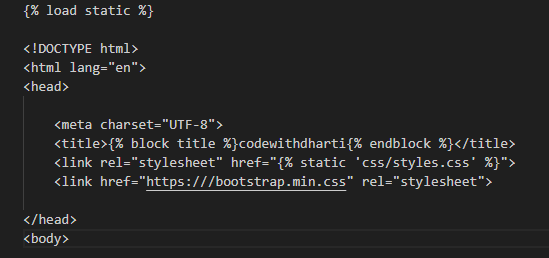 {% load static %}
<!DOCTYPE html>
<html lang="en">
<head>
<meta charset="UTF-8">
<title>{% block title %}codewithdharti{% endblock %}</title>
<link rel="stylesheet" href="{% static 'css/styles.css' %}">
<link href="https:///bootstrap.min.css" rel="stylesheet">
</head>
<body>